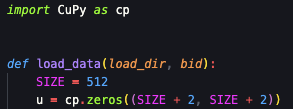 import CuPy as cp
def load_data(load_dir, bid):
SIZE = 512
u = cp.zeros((SIZE + 2, SIZE + 2))